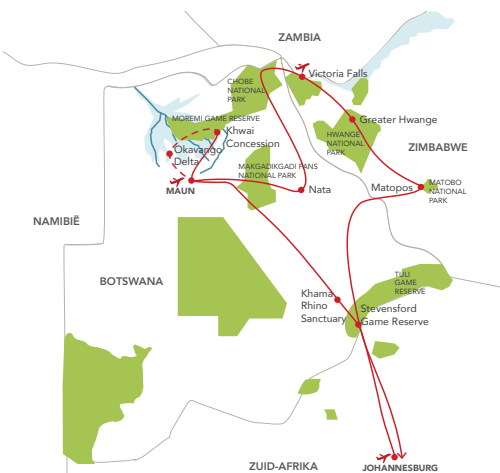 ZAMBIA
Victoria Falls
CHOBE
NATIONAL
PARK
MOREMI GAME RESERVE
Khwai
Concession
Okavango
Delta
MAUN
Greater Hwange
HWANGE
NATIONAL
PARK
ZIMBABWE
MAKGADIKGADI PANS
NATIONAL PARK
Nata
Matopos
MATOBO
NATIONAL
PARK
NAMIBIË
BOTSWANA
TULI
GAME
RESERVE
Khama
Rhino
Sanctuary
Stevensford
Game Reserve
ZUID-AFRIKA
JOHANNESBURG